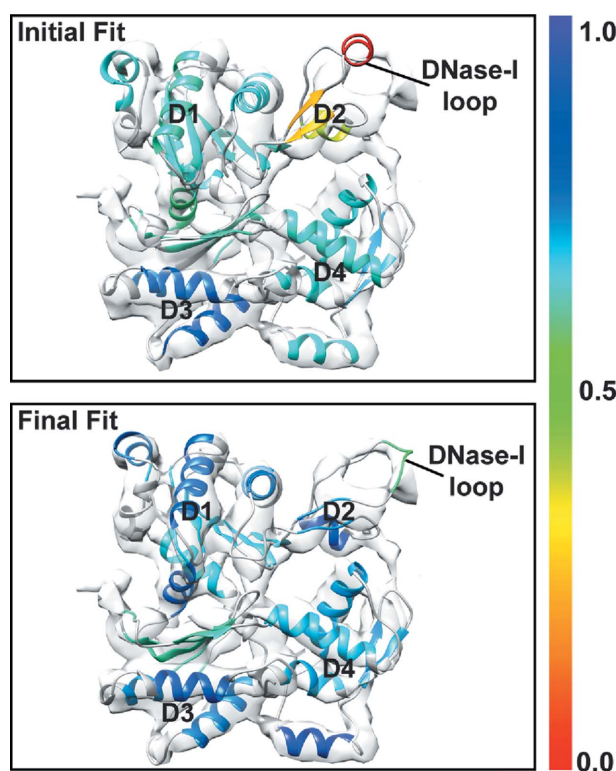 Initial Fit
DNase-I
loop
D1
D2
D3
D4
Final Fit
DNase-I
loop
D1
D2
D3
D4
1.0
0.5
0.0